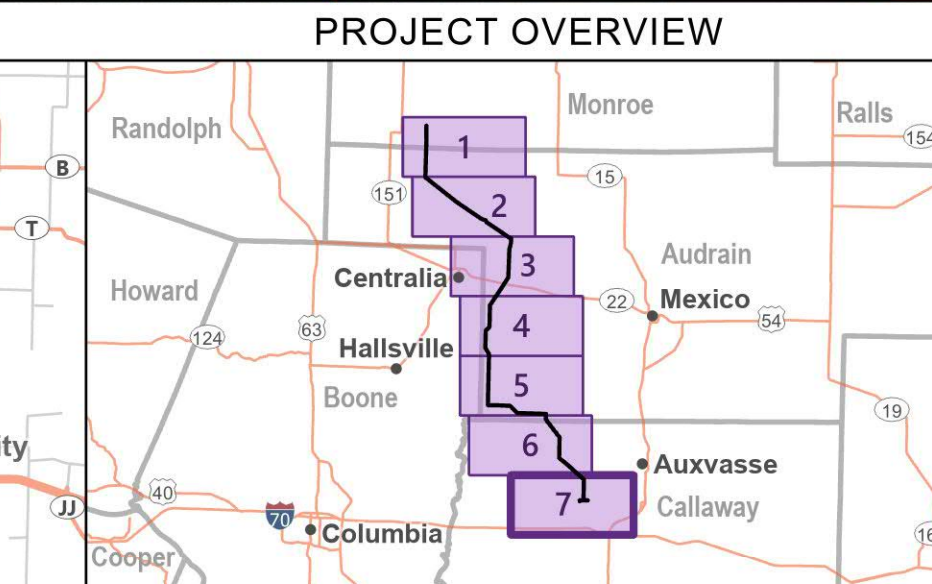 PROJECT OVERVIEW
Monroe
Ralls
Randolph
154
1
B
15
151
2
T
Audrain
3
Centralia
Howard
22
Mexico
4
54
63
124
Hallsville
5
Boone
19
6
ity
Auxvasse
40
7
Callaway
JJ
70
Columbia
16
Cooper